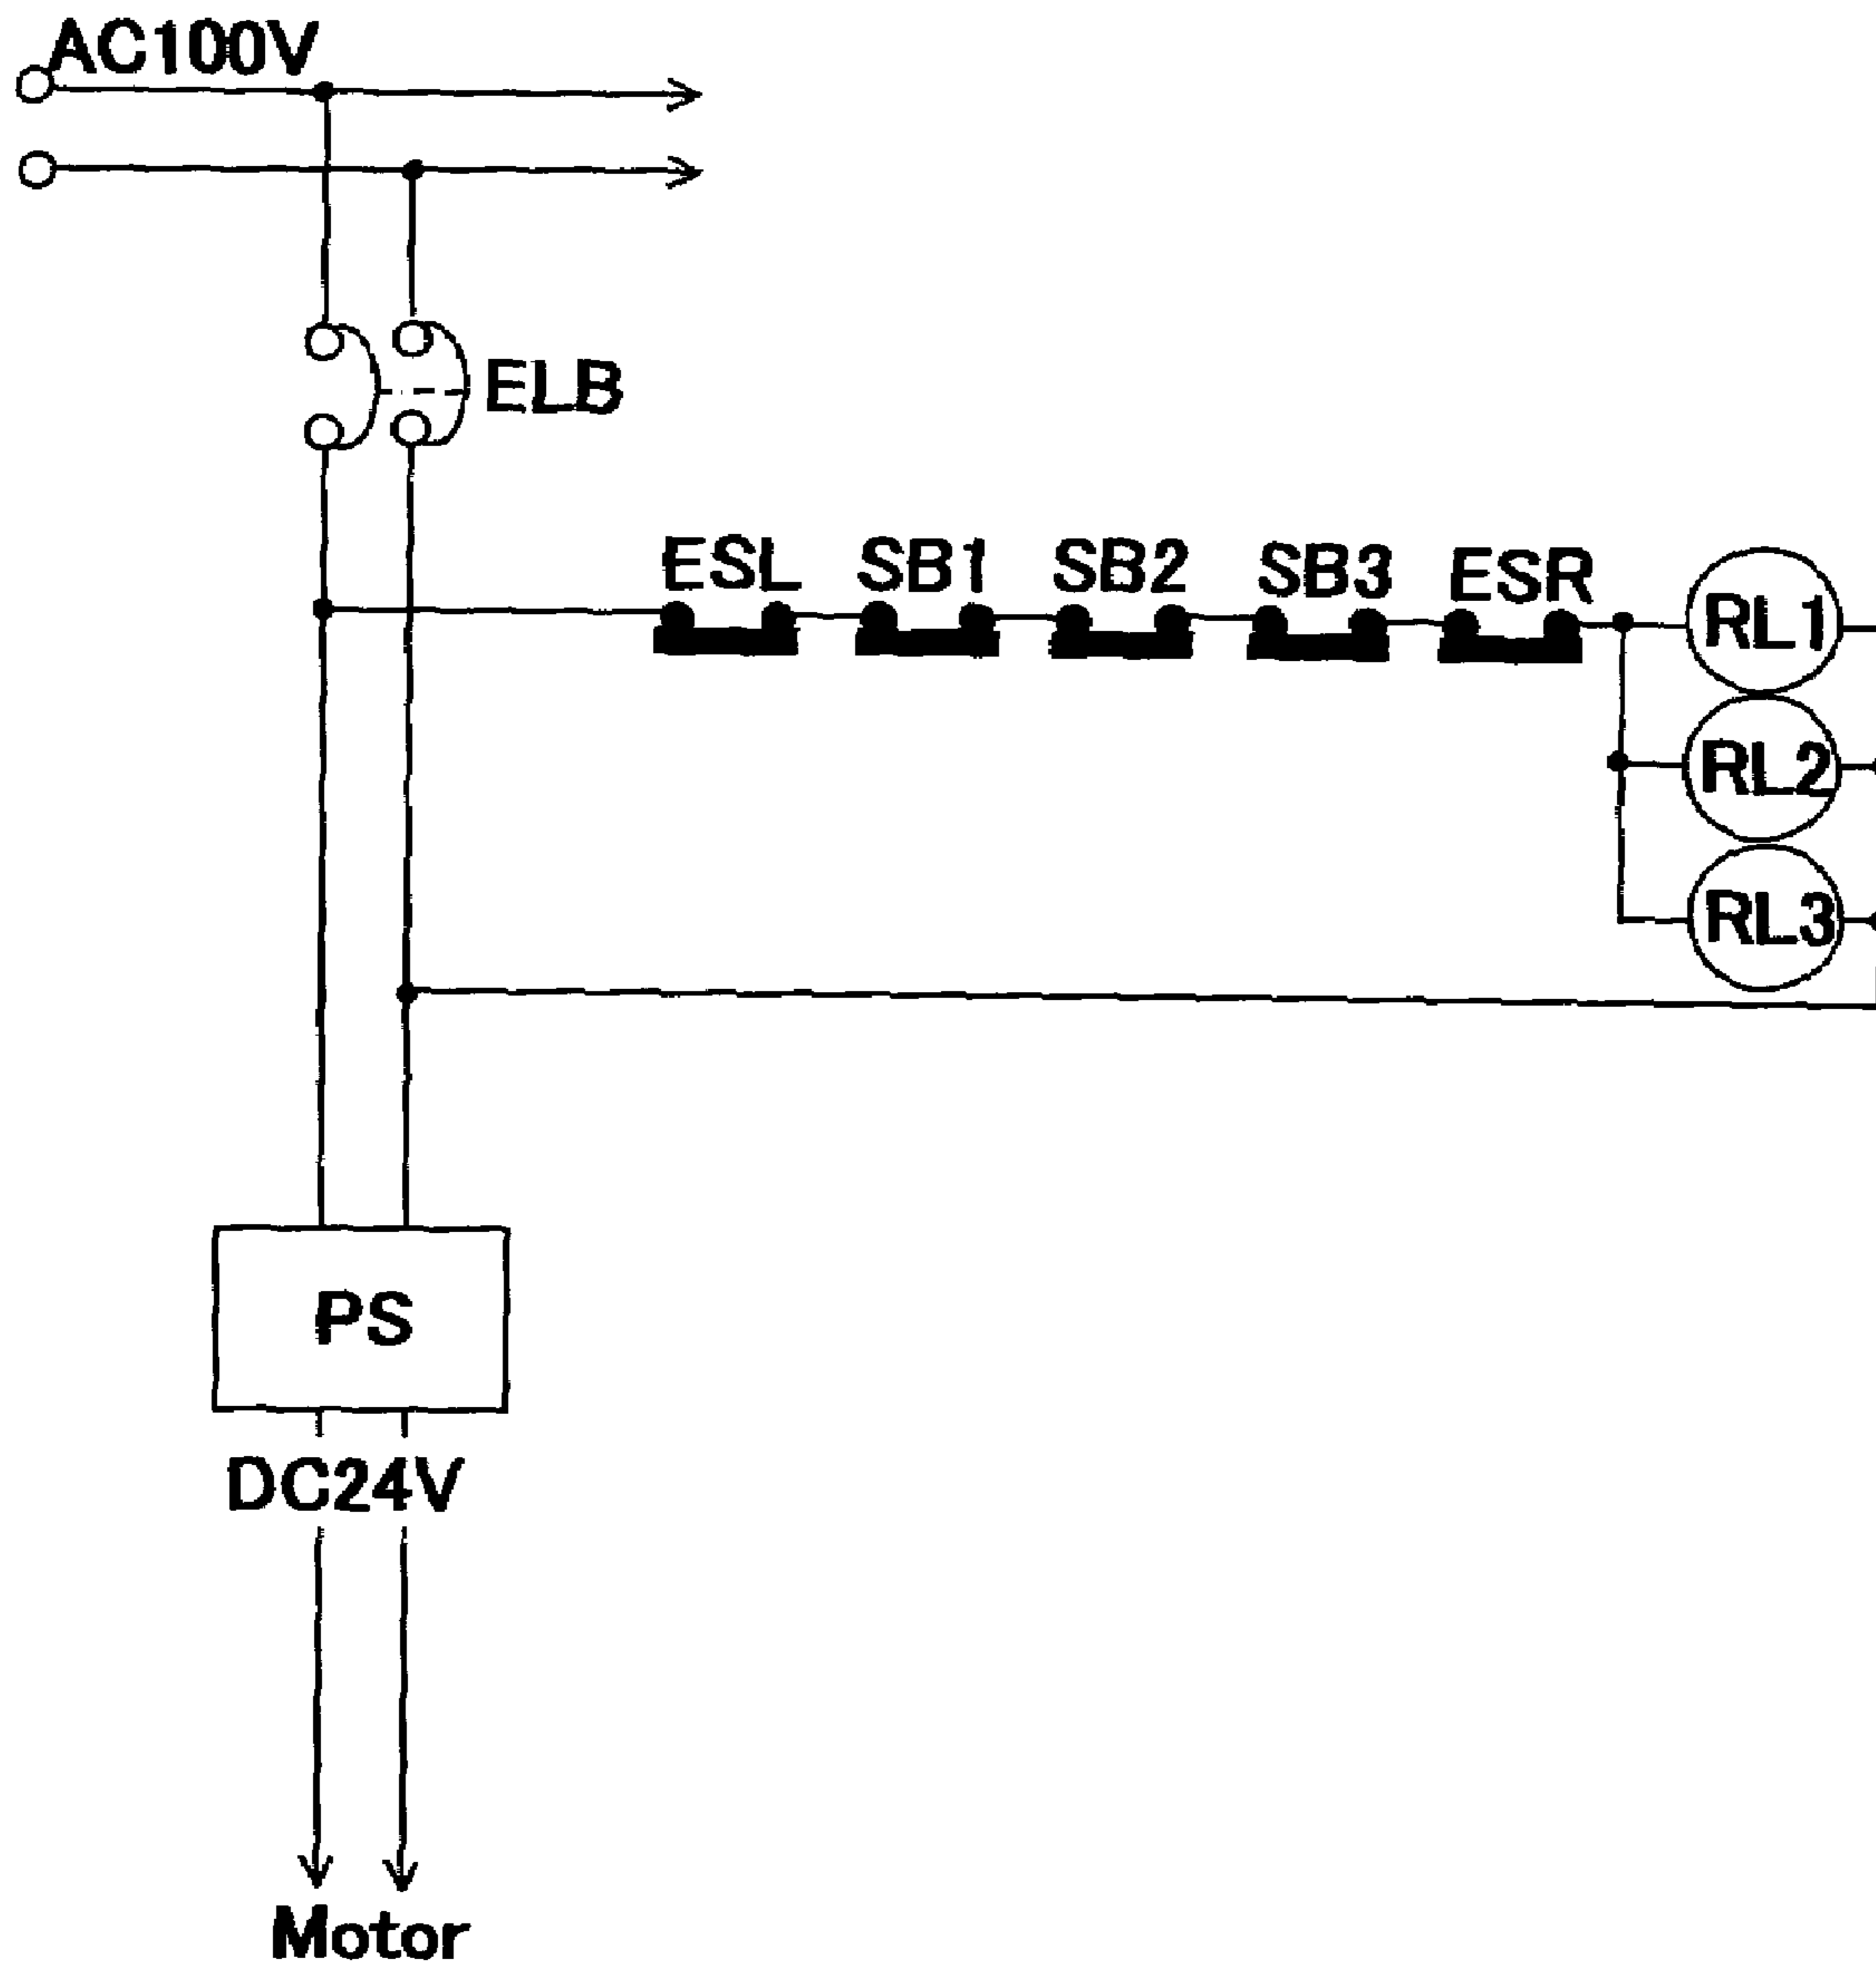 AC100V
ELB
ESL SB1 SB2 SB3 ESR RL1
RL2
RL3
PS
DC24V
Motor